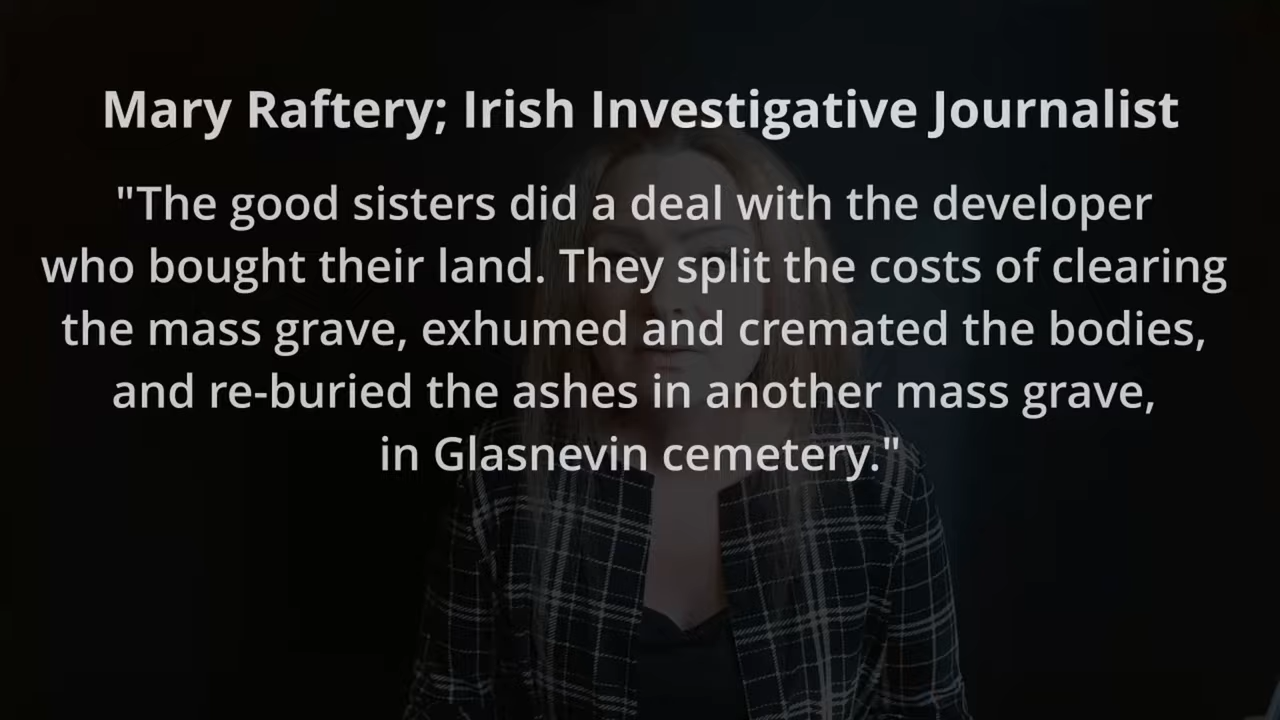 Mary Raftery; Irish Investigative Journalist
"The good sisters did a deal with the developer
who bought their land. They split the costs of clearing
the mass grave, exhumed and cremated the bodies,
and re-buried the ashes in another mass grave,
in Glasnevin cemetery."